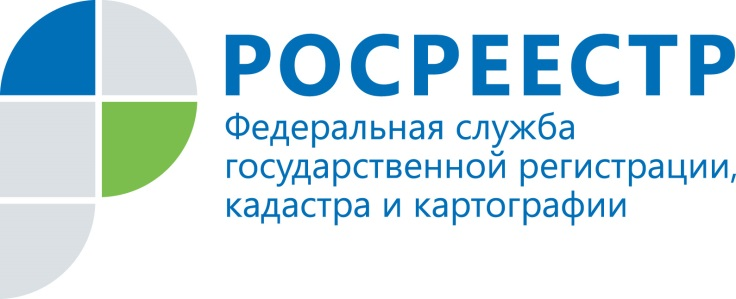 РОСРЕЕСТР
Федеральная служба
государственной регистрации,
кадастра и картографии